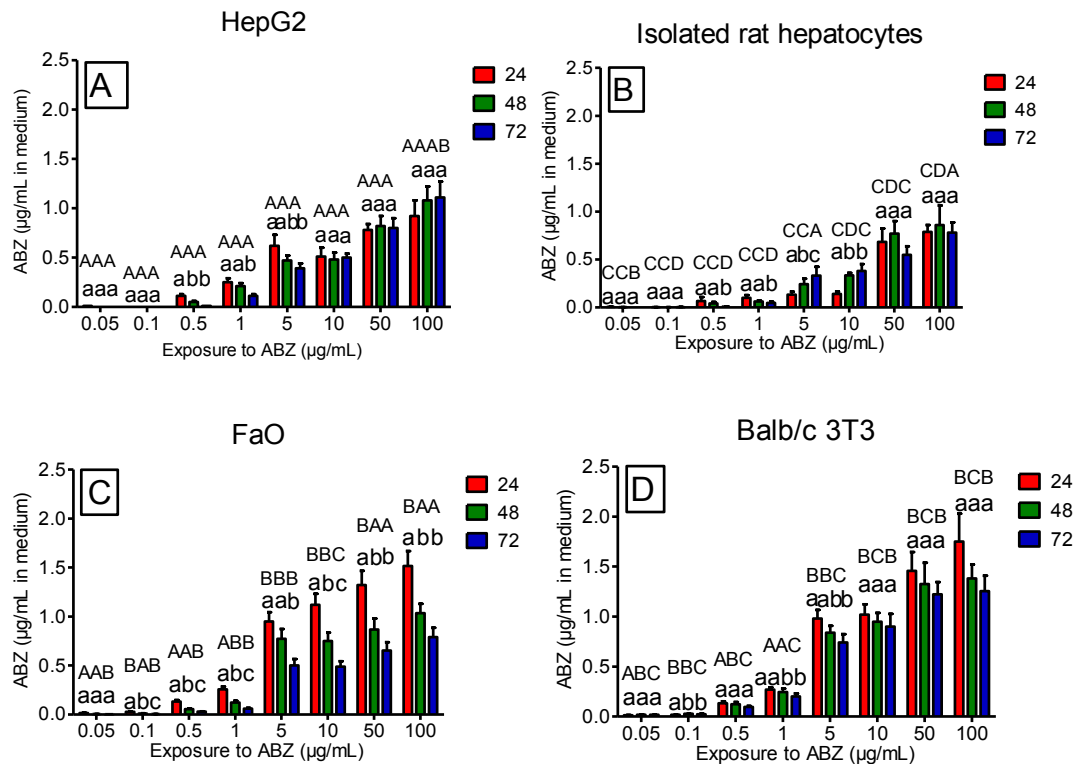 HepG2
A
24
48
72
ABZ (µg/mL in medium)
2.5
2.0
1.5
1.0
0.5
0.0
AAA AAA AAA AAA AAA AAA AAA AAAB
aaa aaa abb aab aabb aaa aaa aaa
0.05 0.1 0.5 1 5 10 50 100
Exposure to ABZ (µg/mL)
Isolated rat hepatocytes
B
24
48
72
ABZ (µg/mL in medium)
2.5
2.0
1.5
1.0
0.5
0.0
CCB CCD CCD CCD CCA CDC CDC CDA
aaa aaa aab aab abc abb aaa aaa
0.05 0.1 0.5 1 5 10 50 100
Exposure to ABZ (µg/mL)
FaO
C
24
48
72
ABZ (µg/mL in medium)
2.5
2.0
1.5
1.0
0.5
0.0
AAB BAB AAB ABB BBB BBC BAA BAA
aaa abc abc abc aab abc abb abb
0.05 0.1 0.5 1 5 10 50 100
Exposure to ABZ (µg/mL)
Balb/c 3T3
D
24
48
72
ABZ (µg/mL in medium)
2.5
2.0
1.5
1.0
0.5
0.0
ABC BBC ABC AAC BBC BCB BCB BCB
aaa abb aaa aabb aabb aaa aaa aaa
0.05 0.1 0.5 1 5 10 50 100
Exposure to ABZ (µg/mL)